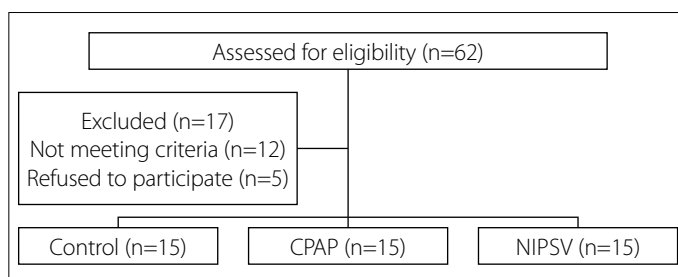 Assessed for eligibility (n=62)
Excluded (n=17)
Not meeting criteria (n=12)
Refused to participate (n=5)
Control (n=15)
CPAP (n=15)
NIPSV (n=15)